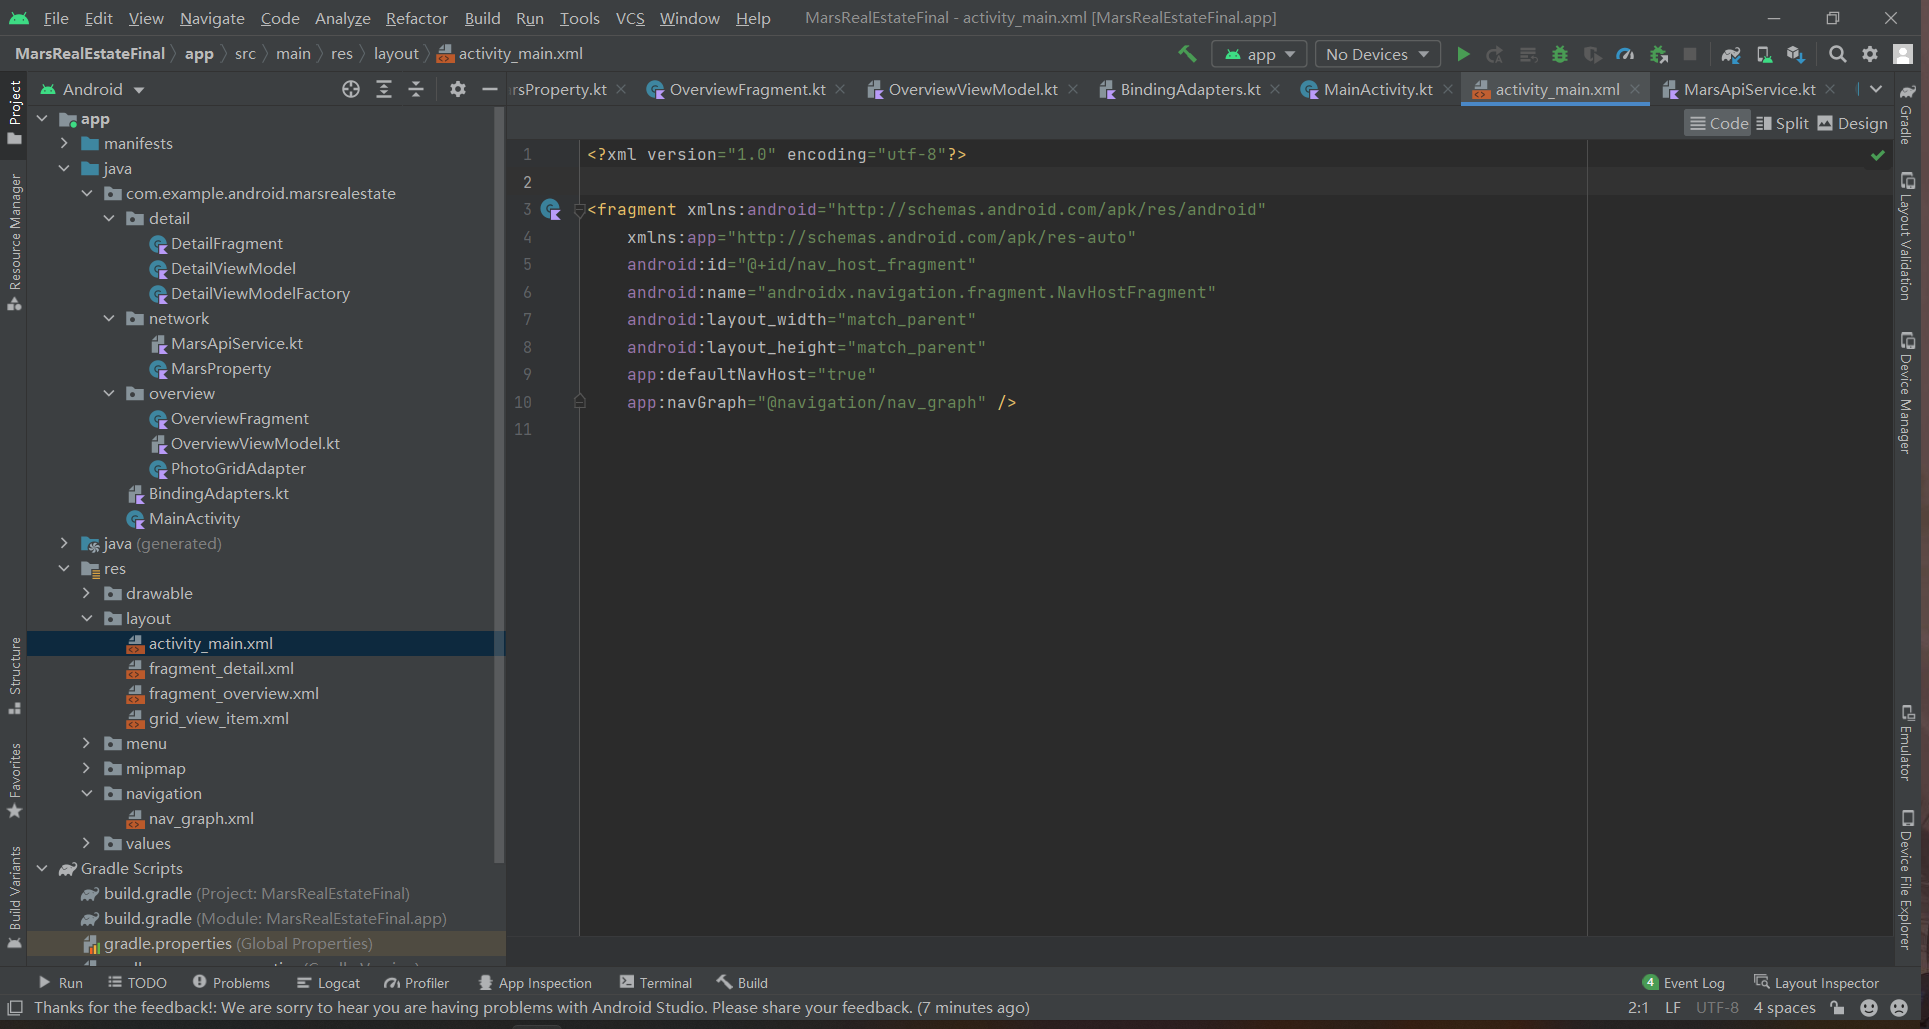 File Edit View Navigate Code Analyze Refactor Build Run Tools VCS Window Help MarsRealEstateFinal - activity_main.xml [MarsRealEstateFinal.app]
MarsRealEstateFinal app src main res layout activity_main.xml app No Devices
Android
rsProperty.kt OverviewFragment.kt OverviewViewModel.kt BindingAdapters.kt MainActivity.kt activity_main.xml MarsApiService.kt
Code Split Design
Project
Resource Manager
Structure
Favorites
Build Variants
app
manifests
java
com.example.android.marsrealestate
detail
DetailFragment
DetailViewModel
DetailViewModelFactory
network
MarsApiService.kt
MarsProperty
overview
OverviewFragment
OverviewViewModel.kt
PhotoGridAdapter
BindingAdapters.kt
MainActivity
java (generated)
res
drawable
layout
activity_main.xml
fragment_detail.xml
fragment_overview.xml
grid_view_item.xml
menu
mipmap
navigation
nav_graph.xml
values
Gradle Scripts
build.gradle (Project: MarsRealEstateFinal)
build.gradle (Module: MarsRealEstateFinal.app)
gradle.properties (Global Properties)
1 <?xml version="1.0" encoding="utf-8"?>
2
3 <fragment xmlns:android="http://schemas.android.com/apk/res/android"
4 xmlns:app="http://schemas.android.com/apk/res-auto"
5 android:id="@+id/nav_host_fragment"
6 android:name="androidx.navigation.fragment.NavHostFragment"
7 android:layout_width="match_parent"
8 android:layout_height="match_parent"
9 app:defaultNavHost="true"
10 app:navGraph="@navigation/nav_graph" />
11
Gradle
Layout Validation
Device Manager
Emulator
Device File Explorer
Run TODO Problems Logcat Profiler App Inspection Terminal Build 4 Event Log Layout Inspector
Thanks for the feedback!: We are sorry to hear you are having problems with Android Studio. Please share your feedback. (7 minutes ago) 2:1 LF UTF-8 4 spaces